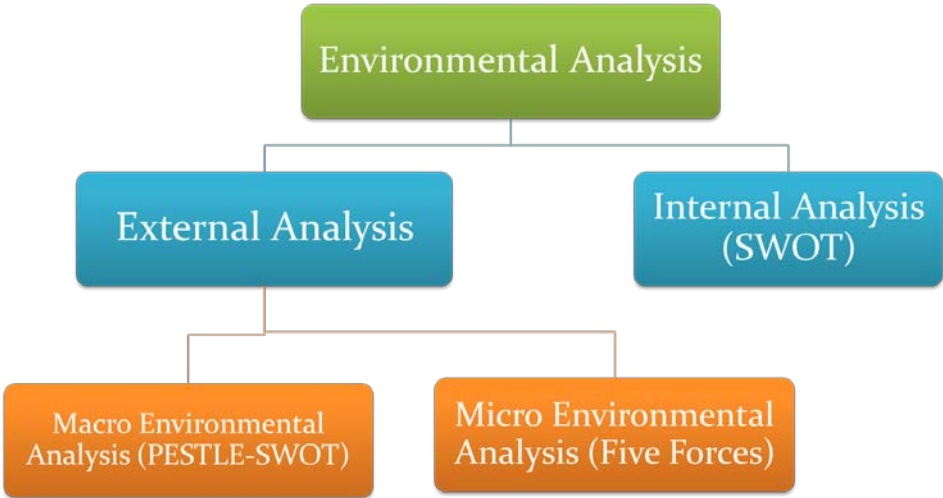 Environmental Analysis
External Analysis
Internal Analysis
(SWOT)
Macro Environmental
Analysis (PESTLE-SWOT)
Micro Environmental
Analysis (Five Forces)